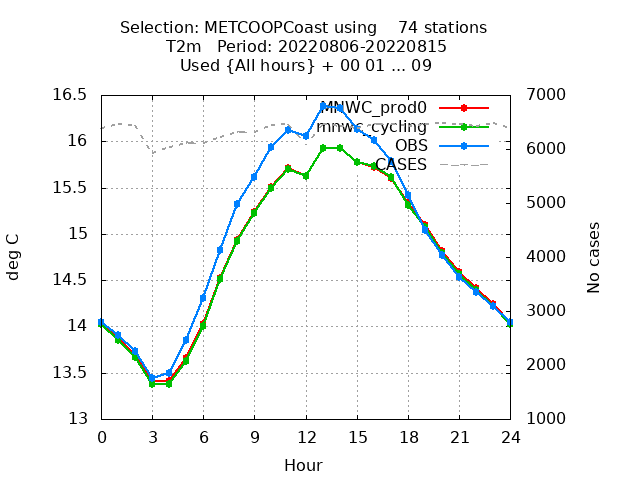 Selection: METCOOPCoast using    74 stations
T2m   Period: 20220806-20220815
Used {All hours} + 00 01 ... 09
16.5
16
15.5
15
14.5
14
13.5
13
7000
6000
5000
4000
3000
2000
1000
MNWC_prod0
mnwc_cycling
OBS
CASES
deg C
No cases
0 3 6 9 12 15 18 21 24
Hour